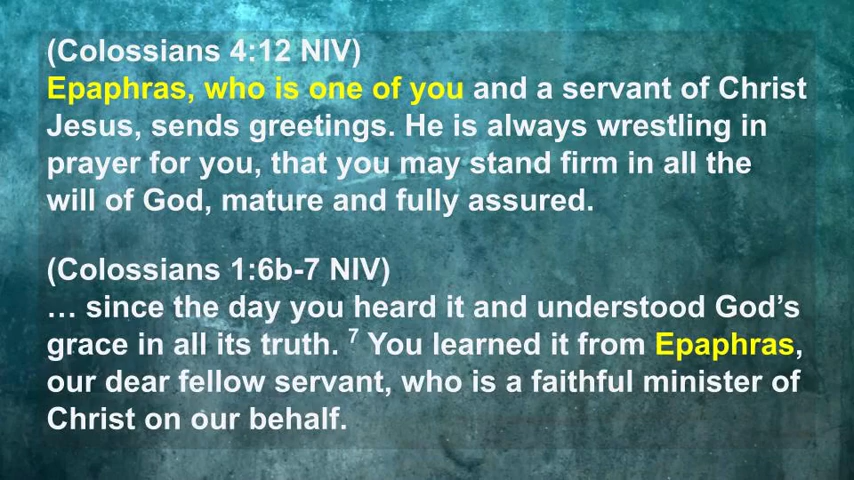 (Colossians 4:12 NIV)
Epaphras, who is one of you and a servant of Christ
Jesus, sends greetings. He is always wrestling in
prayer for you, that you may stand firm in all the
will of God, mature and fully assured.
(Colossians 1:6b-7 NIV)
… since the day you heard it and understood God’s
grace in all its truth. ⁷ You learned it from Epaphras,
our dear fellow servant, who is a faithful minister of
Christ on our behalf.